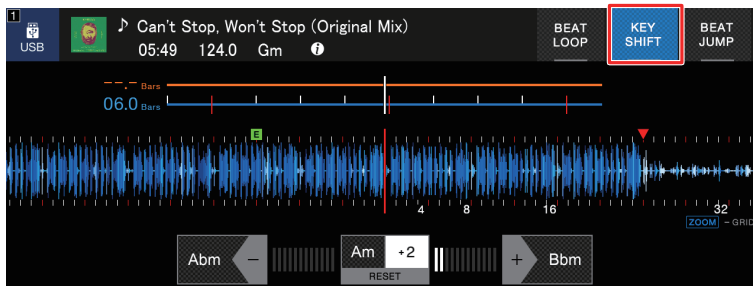 1
USB
♪ Can't Stop, Won't Stop (Original Mix)
05:49 124.0 Gm i
BEAT LOOP
KEY SHIFT
BEAT JUMP
--.- Bars
06.0 Bars
E
4 8 16 32
ZOOM - GRID
Abm - Am +2 + Bbm
RESET